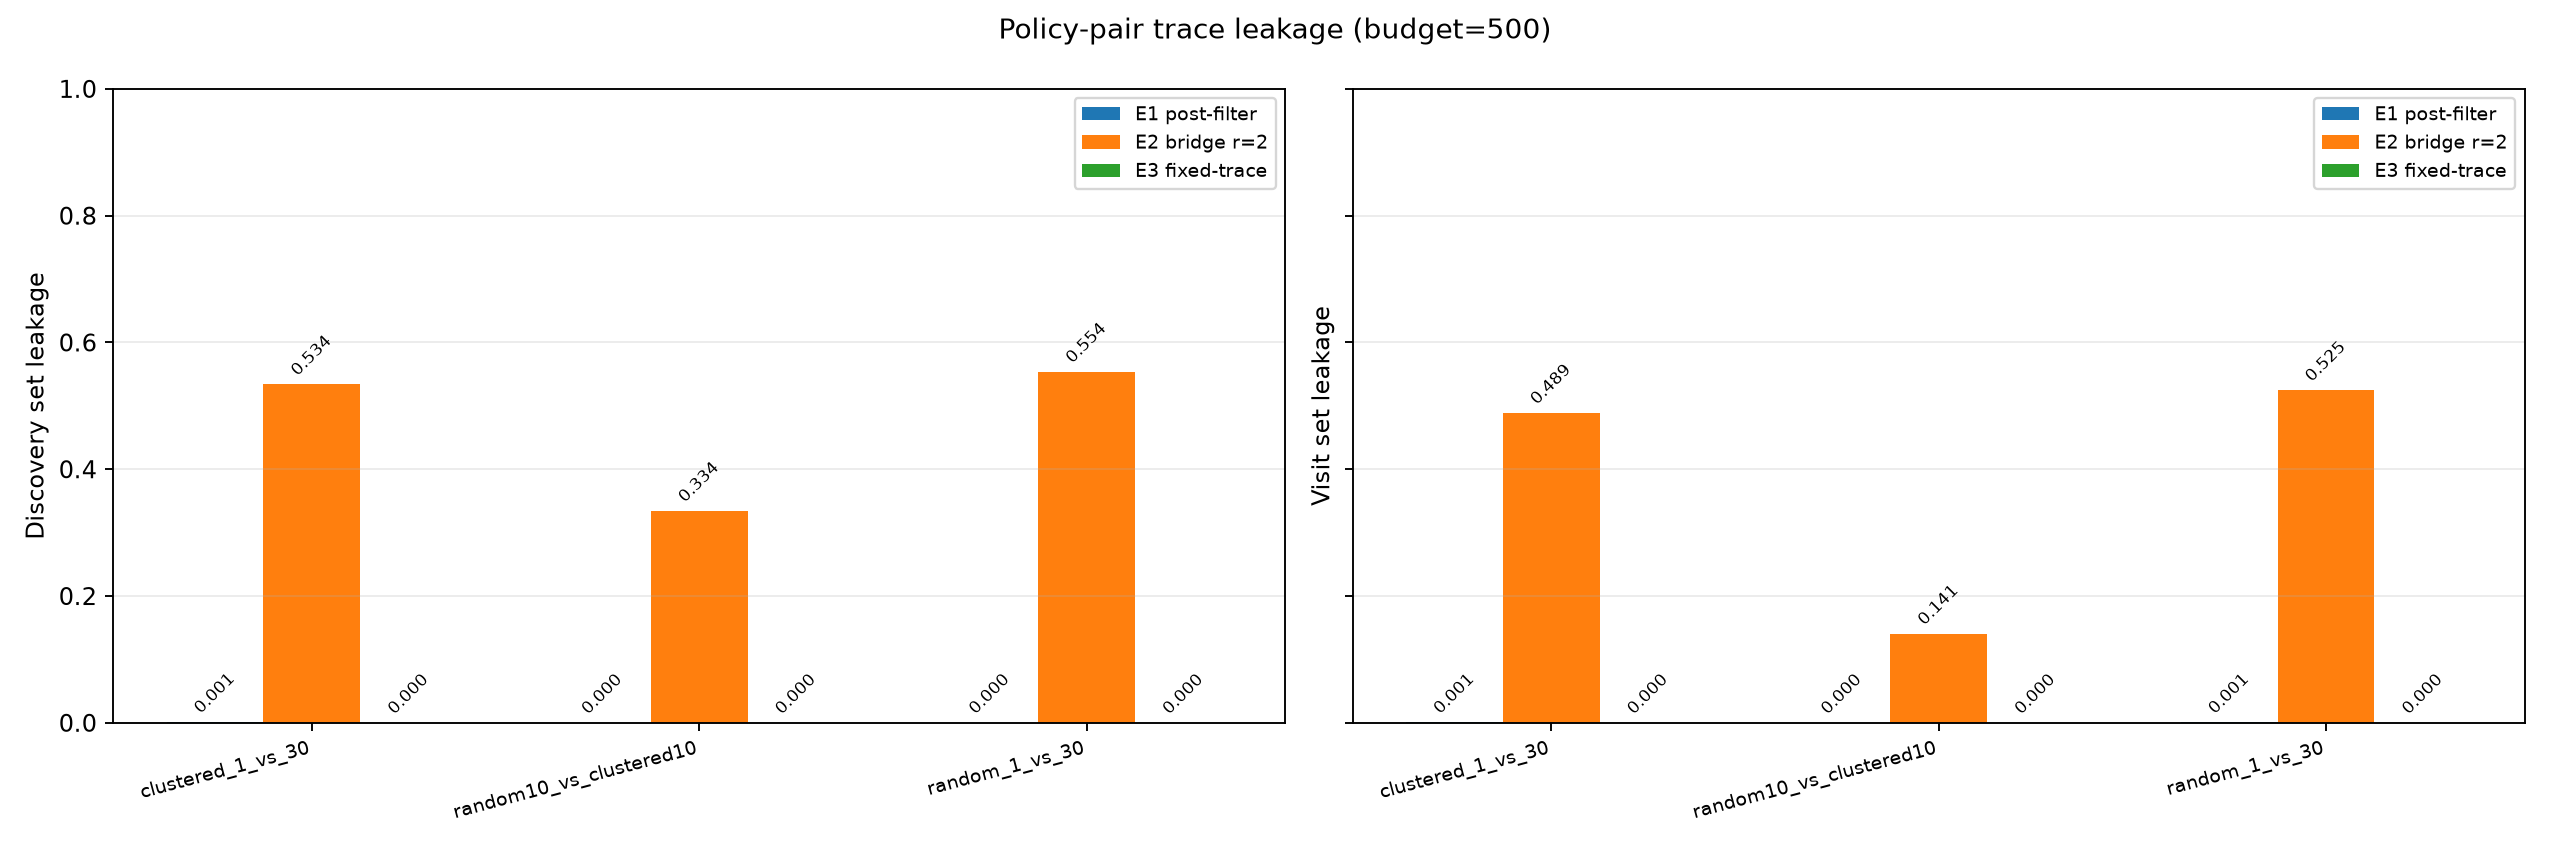 Policy-pair trace leakage (budget=500)
Discovery set leakage
1.0
0.8
0.6
0.4
0.2
0.0
E1 post-filter
E2 bridge r=2
E3 fixed-trace
0.001
0.534
0.000
0.000
0.334
0.000
0.000
0.554
0.000
clustered_1_vs_30
random10_vs_clustered10
random_1_vs_30
Visit set leakage
E1 post-filter
E2 bridge r=2
E3 fixed-trace
0.001
0.489
0.000
0.000
0.141
0.000
0.001
0.525
0.000
clustered_1_vs_30
random10_vs_clustered10
random_1_vs_30